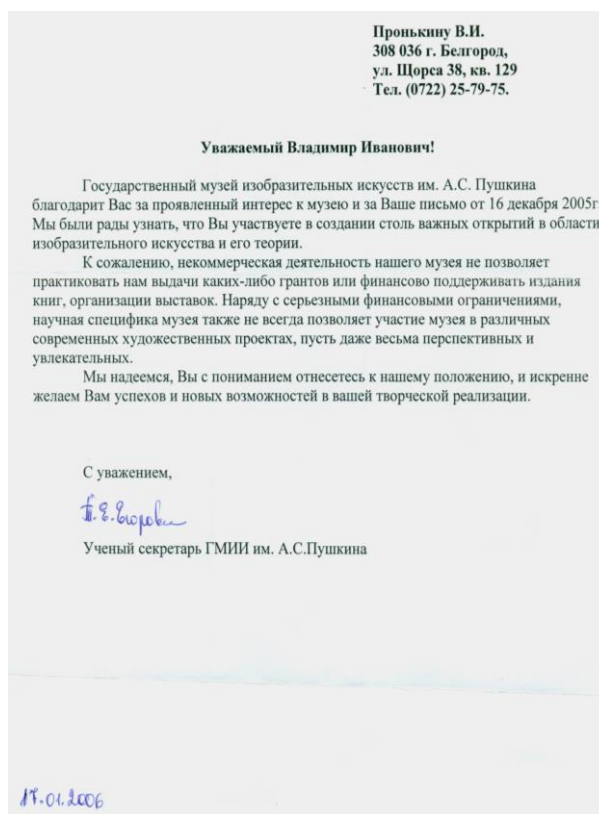 Пронькину В.И.
308 036 г. Белгород,
ул. Щорса 38, кв. 129
Тел. (0722) 25-79-75.
Уважаемый Владимир Иванович!
Государственный музей изобразительных искусств им. А.С. Пушкина
благодарит Вас за проявленный интерес к музею и за Ваше письмо от 16 декабря 2005г
Мы были рады узнать, что Вы участвуете в создании столь важных открытий в области
изобразительного искусства и его теории.
К сожалению, некоммерческая деятельность нашего музея не позволяет
практиковать нам выдачи каких-либо грантов или финансово поддерживать издания
книг, организации выставок. Наряду с серьезными финансовыми ограничениями,
научная специфика музея также не всегда позволяет участие музея в различных
современных художественных проектах, пусть даже весьма перспективных и
увлекательных.
Мы надеемся, Вы с пониманием отнесетесь к нашему положению, и искренне
желаем Вам успехов и новых возможностей в вашей творческой реализации.
С уважением,
Ученый секретарь ГМИИ им. А.С.Пушкина
17.01.2006